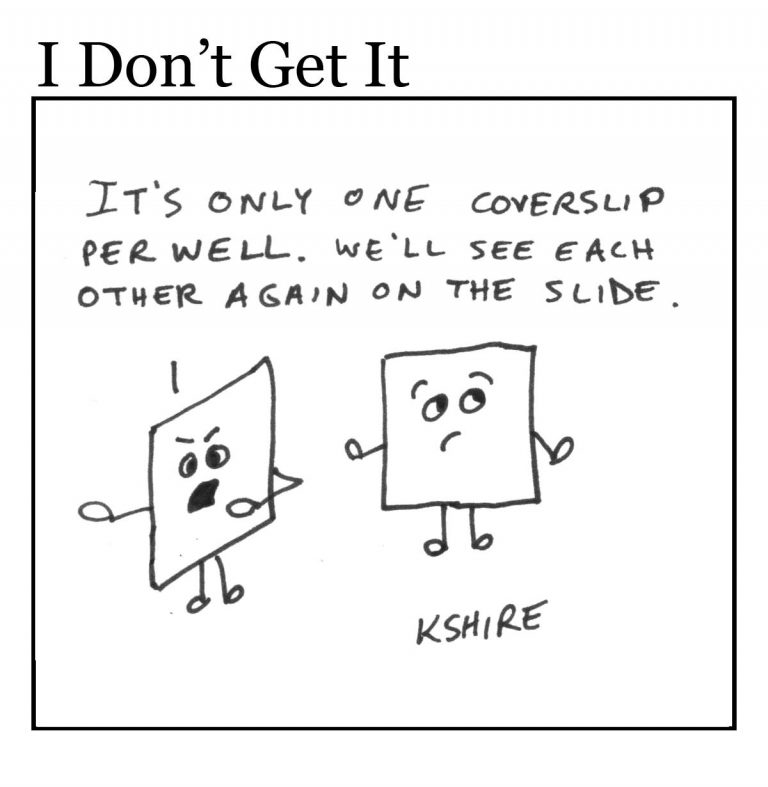 I Don’t Get It
IT'S ONLY ONE COVERSLIP
PER WELL. WE'LL SEE EACH
OTHER AGAIN ON THE SLIDE.
KSHIRE